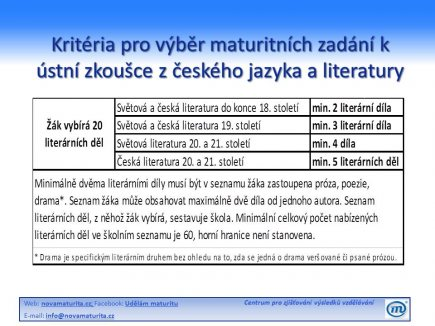 Kritéria pro výběr maturitních zadání k
ústní zkoušce z českého jazyka a literatury
Žák vybírá 20
literárních děl
Světová a česká literatura do konce 18. století min. 2 literární díla
Světová a česká literatura 19. století min. 3 literární díla
Světová literatura 20. a 21. století min. 4 díla
Česká literatura 20. a 21. století min. 5 literárních děl
Minimálně dvěma literárními díly musí být v seznamu žáka zastoupena próza, poezie,
drama*. Seznam žáka může obsahovat maximálně dvě díla od jednoho autora. Seznam
literárních děl, z něhož žák vybírá, sestavuje škola. Minimální celkový počet nabízených
literárních děl ve školním seznamu je 60, horní hranice není stanovena.
* Drama je specifickým literárním druhem bez ohledu na to, zda se jedná o drama veršované či psané prózou.
Web: novamaturita.cz; Facebook: Udělám maturitu
E-mail: info@novamaturita.cz
Centrum pro zjišťování výsledků vzdělávání